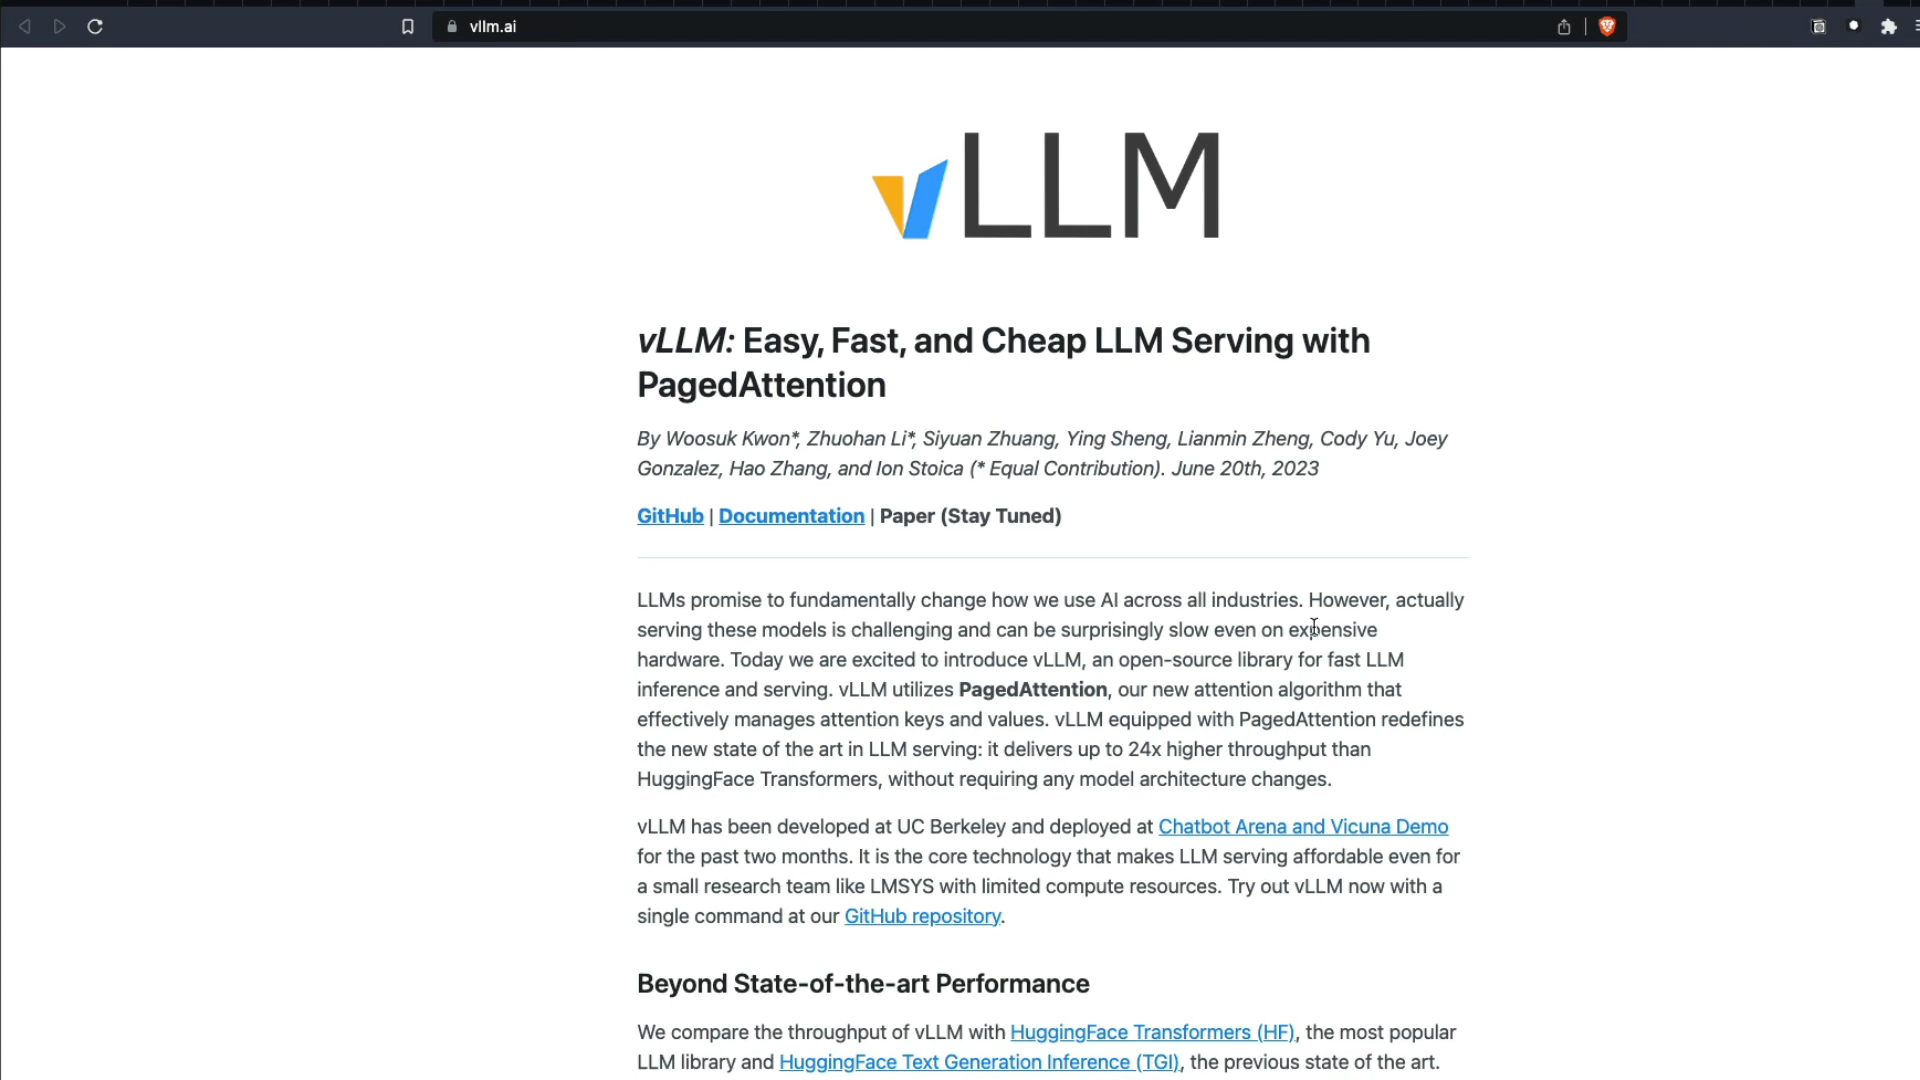 vllm.ai
vLLM
vLLM: Easy, Fast, and Cheap LLM Serving with
PagedAttention
By Woosuk Kwon*, Zhuohan Li*, Siyuan Zhuang, Ying Sheng, Lianmin Zheng, Cody Yu, Joey
Gonzalez, Hao Zhang, and Ion Stoica (* Equal Contribution). June 20th, 2023
GitHub | Documentation | Paper (Stay Tuned)
LLMs promise to fundamentally change how we use AI across all industries. However, actually
serving these models is challenging and can be surprisingly slow even on expensive
hardware. Today we are excited to introduce vLLM, an open-source library for fast LLM
inference and serving. vLLM utilizes PagedAttention, our new attention algorithm that
effectively manages attention keys and values. vLLM equipped with PagedAttention redefines
the new state of the art in LLM serving: it delivers up to 24x higher throughput than
HuggingFace Transformers, without requiring any model architecture changes.
vLLM has been developed at UC Berkeley and deployed at Chatbot Arena and Vicuna Demo
for the past two months. It is the core technology that makes LLM serving affordable even for
a small research team like LMSYS with limited compute resources. Try out vLLM now with a
single command at our GitHub repository.
Beyond State-of-the-art Performance
We compare the throughput of vLLM with HuggingFace Transformers (HF), the most popular
LLM library and HuggingFace Text Generation Inference (TGI), the previous state of the art.